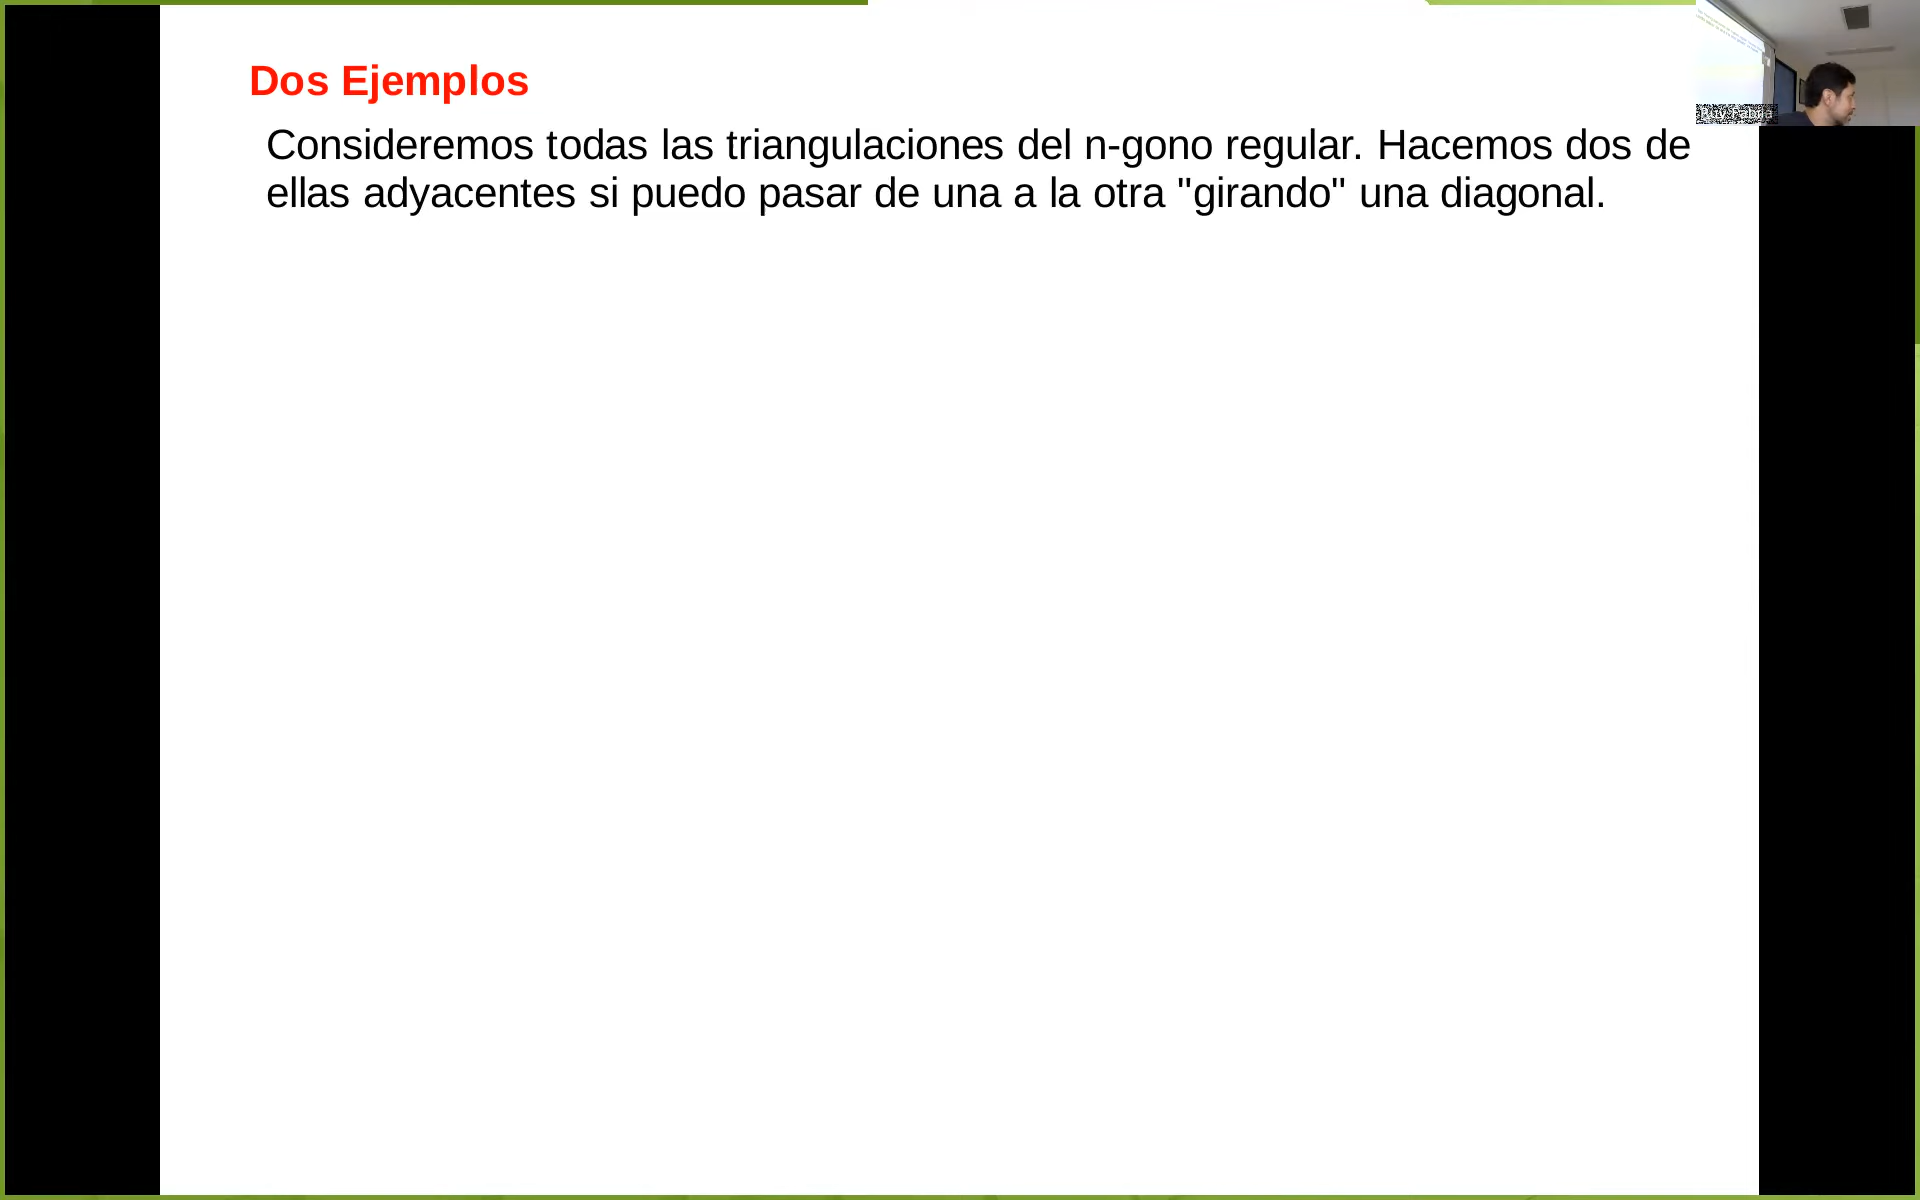 Dos Ejemplos
Consideremos todas las triangulaciones del n-gono regular. Hacemos dos de
ellas adyacentes si puedo pasar de una a la otra "girando" una diagonal.